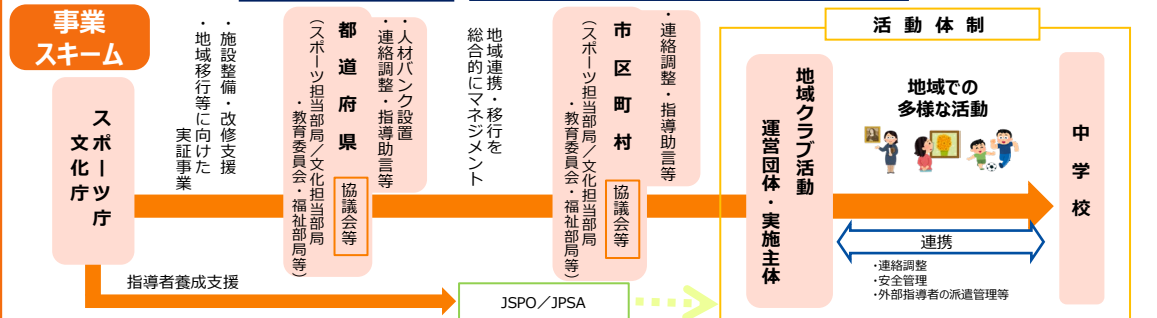 事業
スキーム
スポーツ庁
文化庁
・施設整備・改修支援
・地域移行等に向けた
実証事業
都道府県
（スポーツ担当部局／文化担当部局
・教育委員会・福祉部局等）
協議会等
・人材バンク設置
・連絡調整・指導助言等
地域連携・移行を
総合的にマネジメント
市区町村
（スポーツ担当部局／文化担当部局
・教育委員会・福祉部局等）
協議会等
・連絡調整・指導助言等
指導者養成支援
JSPO／JPSA
活動体制
地域クラブ活動
運営団体・実施主体
地域での
多様な活動
連携
・連絡調整
・安全管理
・外部指導者の派遣管理等
中学校